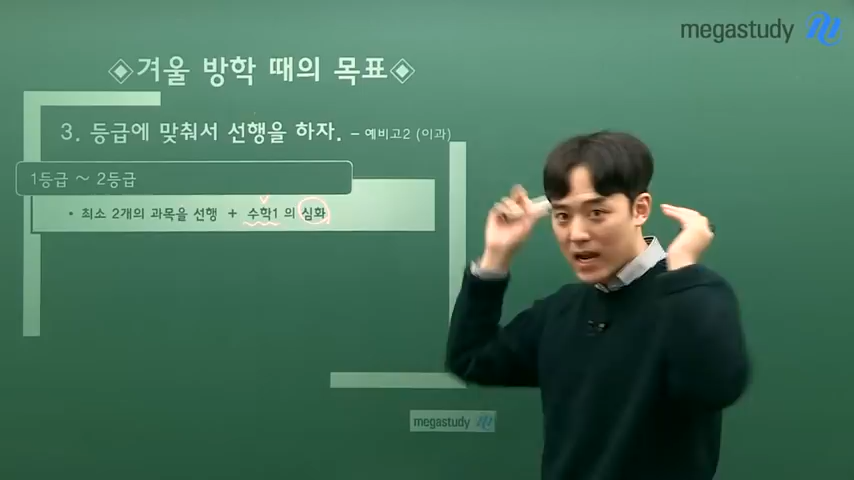 megastudy
◈겨울 방학 때의 목표◈
3. 등급에 맞춰서 선행을 하자. - 예비고2 (이과)
1등급 ~ 2등급
• 최소 2개의 과목을 선행 + 수학1 의 심화
megastudy